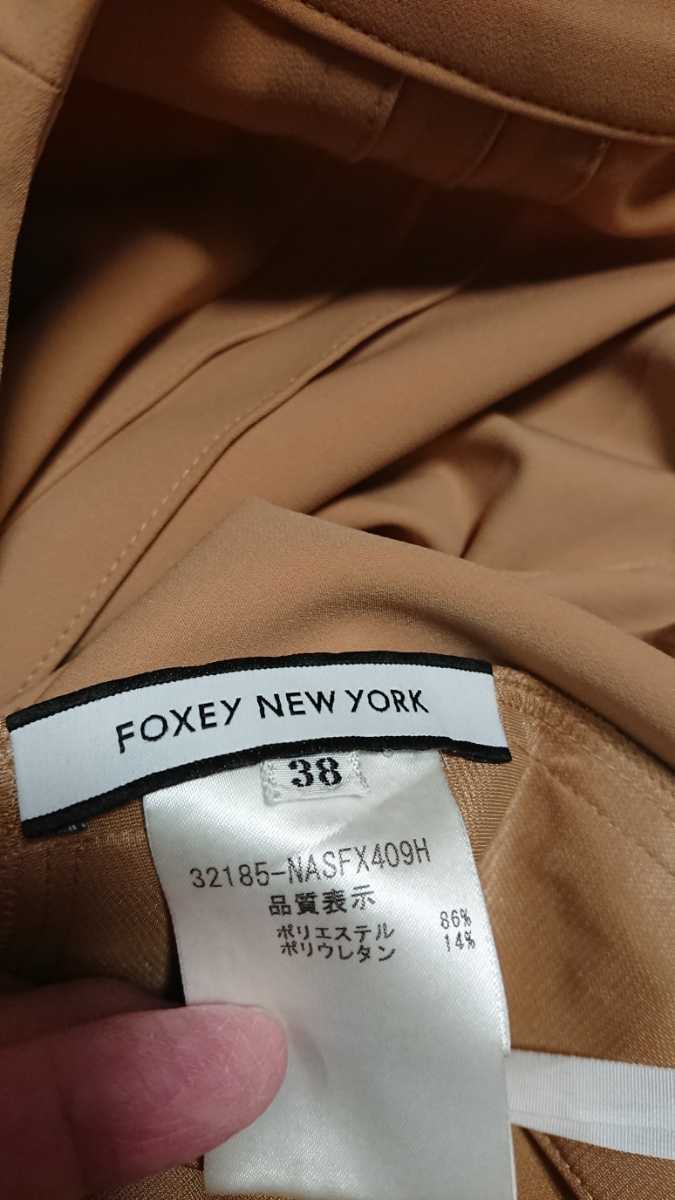 FOXEY NEW YORK
38
32185-NASFX409H
品質表示
ポリエステル 86%
ポリウレタン 14%